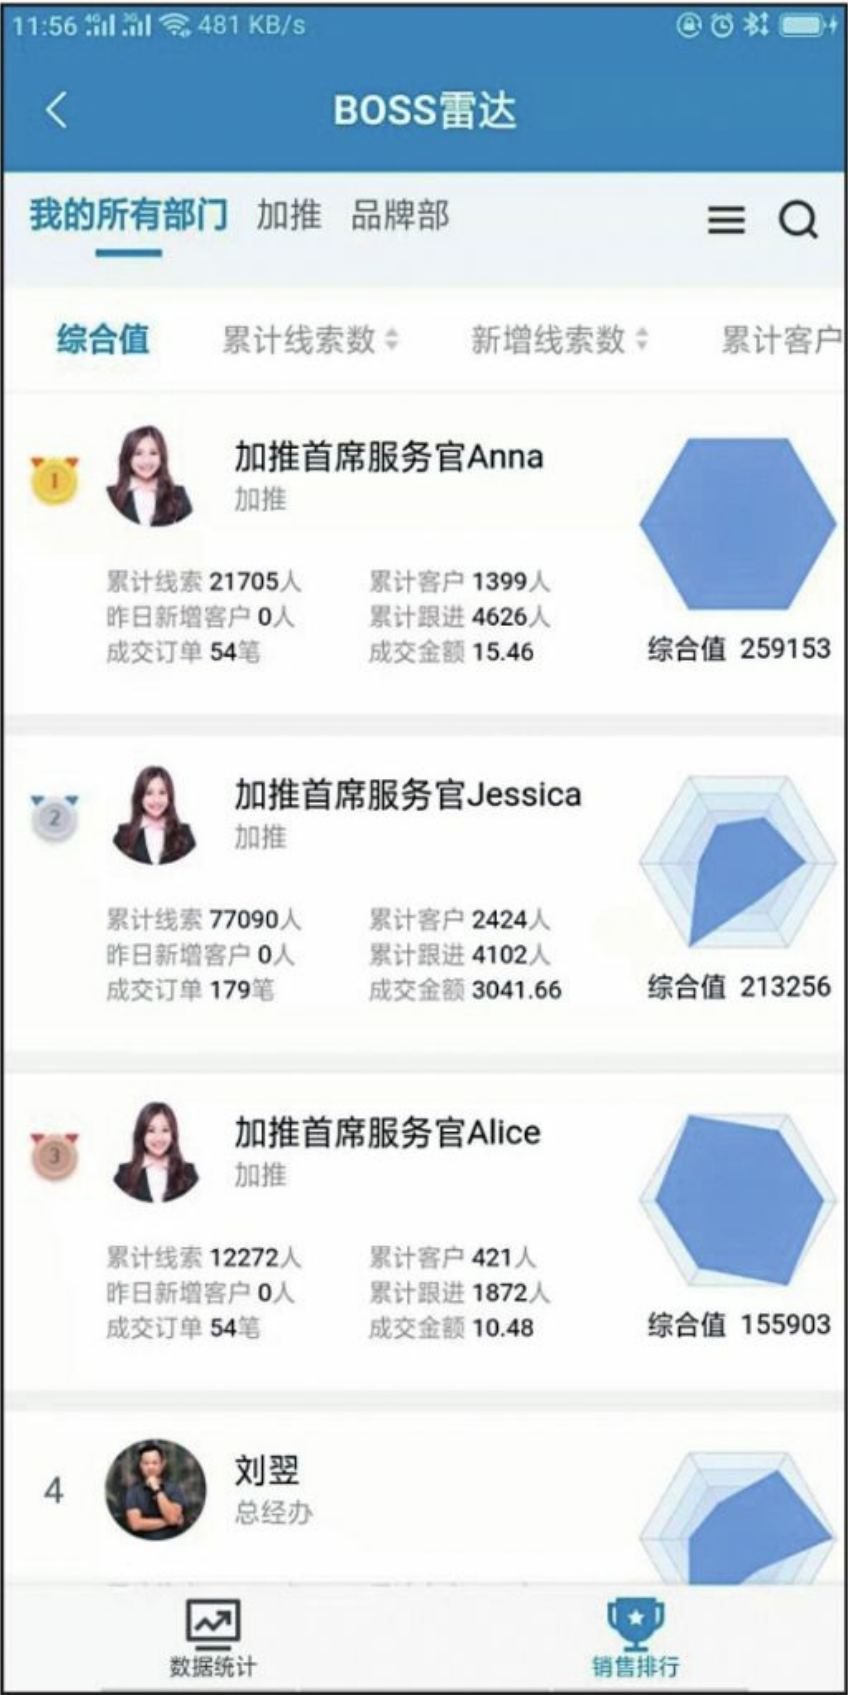 11:56 4G 3G 481 KB/s
BOSS雷达
我的所有部门 加推 品牌部
综合值 累计线索数 新增线索数 累计客户
1
加推首席服务官Anna
加推
累计线索 21705人 累计客户 1399人
昨日新增客户 0人 累计跟进 4626人
成交订单 54笔 成交金额 15.46
综合值 259153
2
加推首席服务官Jessica
加推
累计线索 77090人 累计客户 2424人
昨日新增客户 0人 累计跟进 4102人
成交订单 179笔 成交金额 3041.66
综合值 213256
3
加推首席服务官Alice
加推
累计线索 12272人 累计客户 421人
昨日新增客户 0人 累计跟进 1872人
成交订单 54笔 成交金额 10.48
综合值 155903
4
刘翌
总经办
数据统计 销售排行